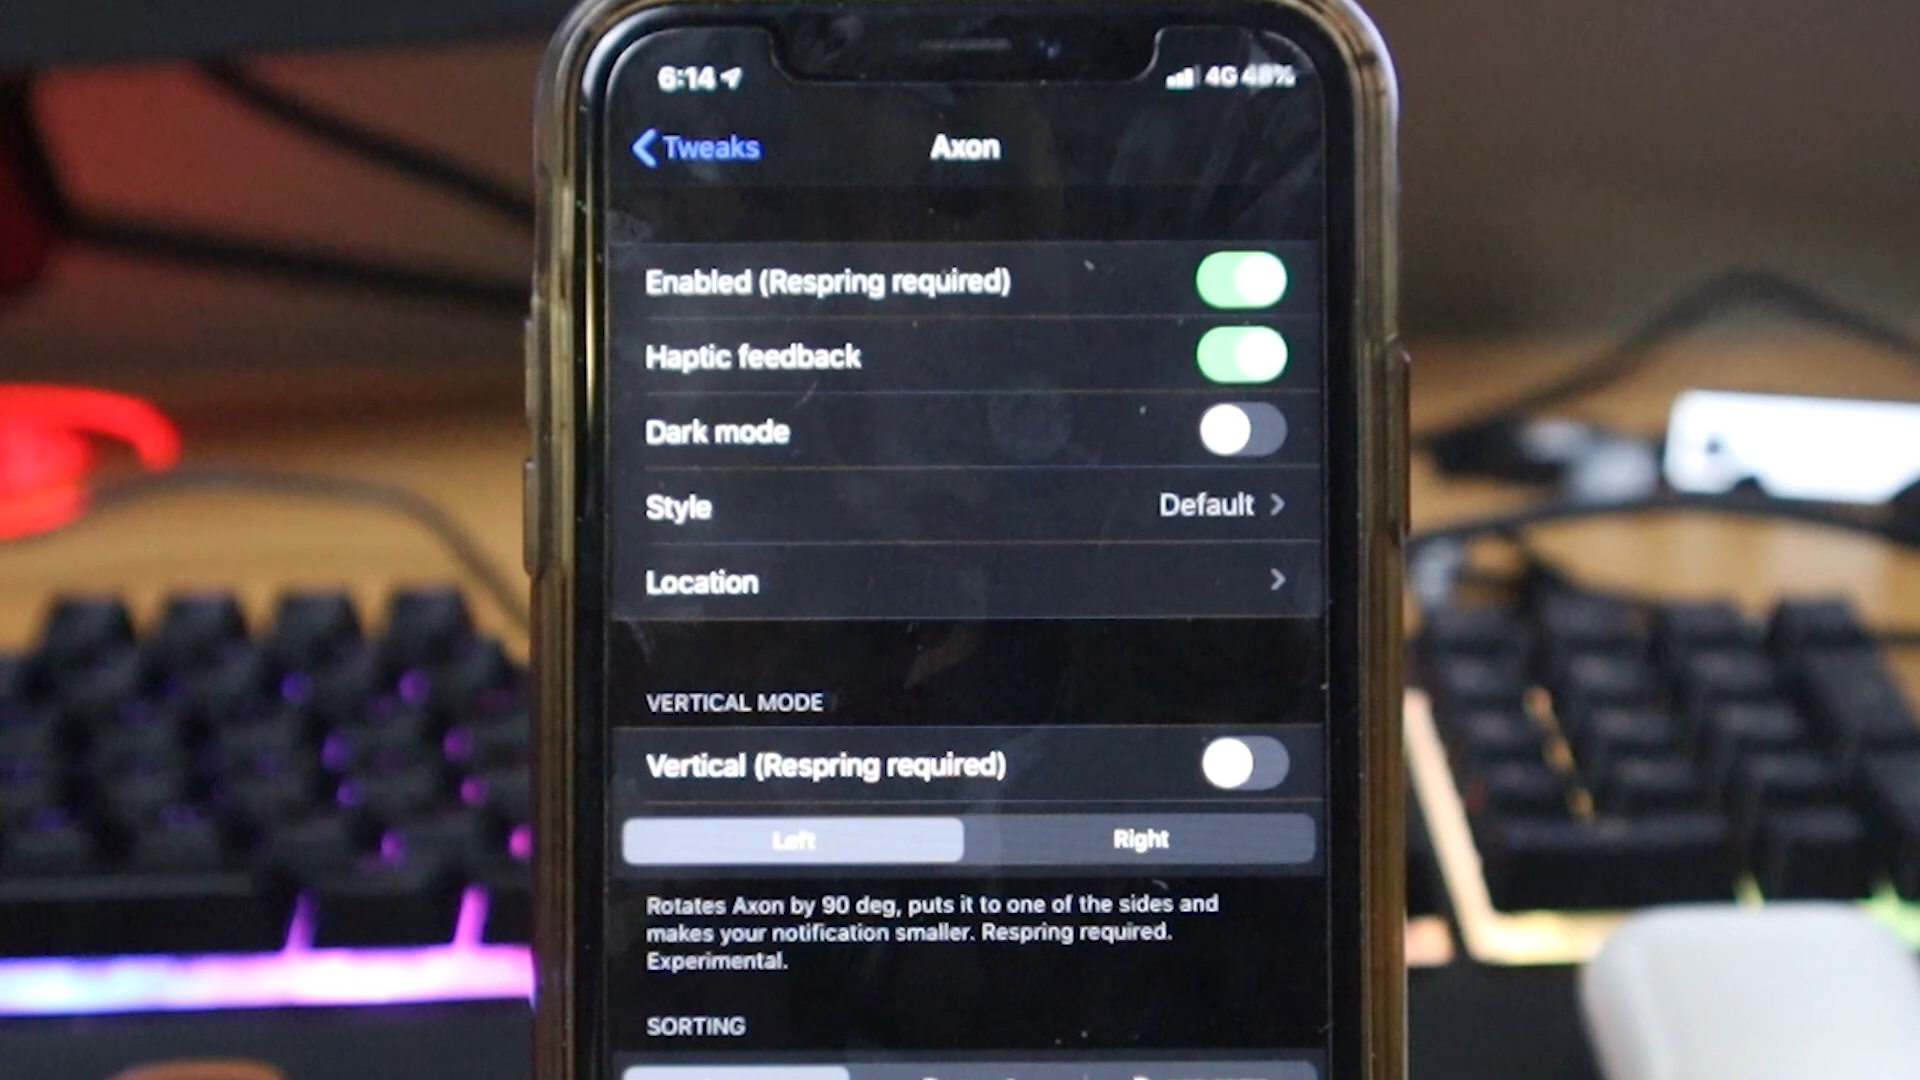 6:14 4G 48%
Tweaks Axon
Enabled (Respring required)
Haptic feedback
Dark mode
Style Default
Location
VERTICAL MODE
Vertical (Respring required)
Left Right
Rotates Axon by 90 deg, puts it to one of the sides and
makes your notification smaller. Respring required.
Experimental.
SORTING